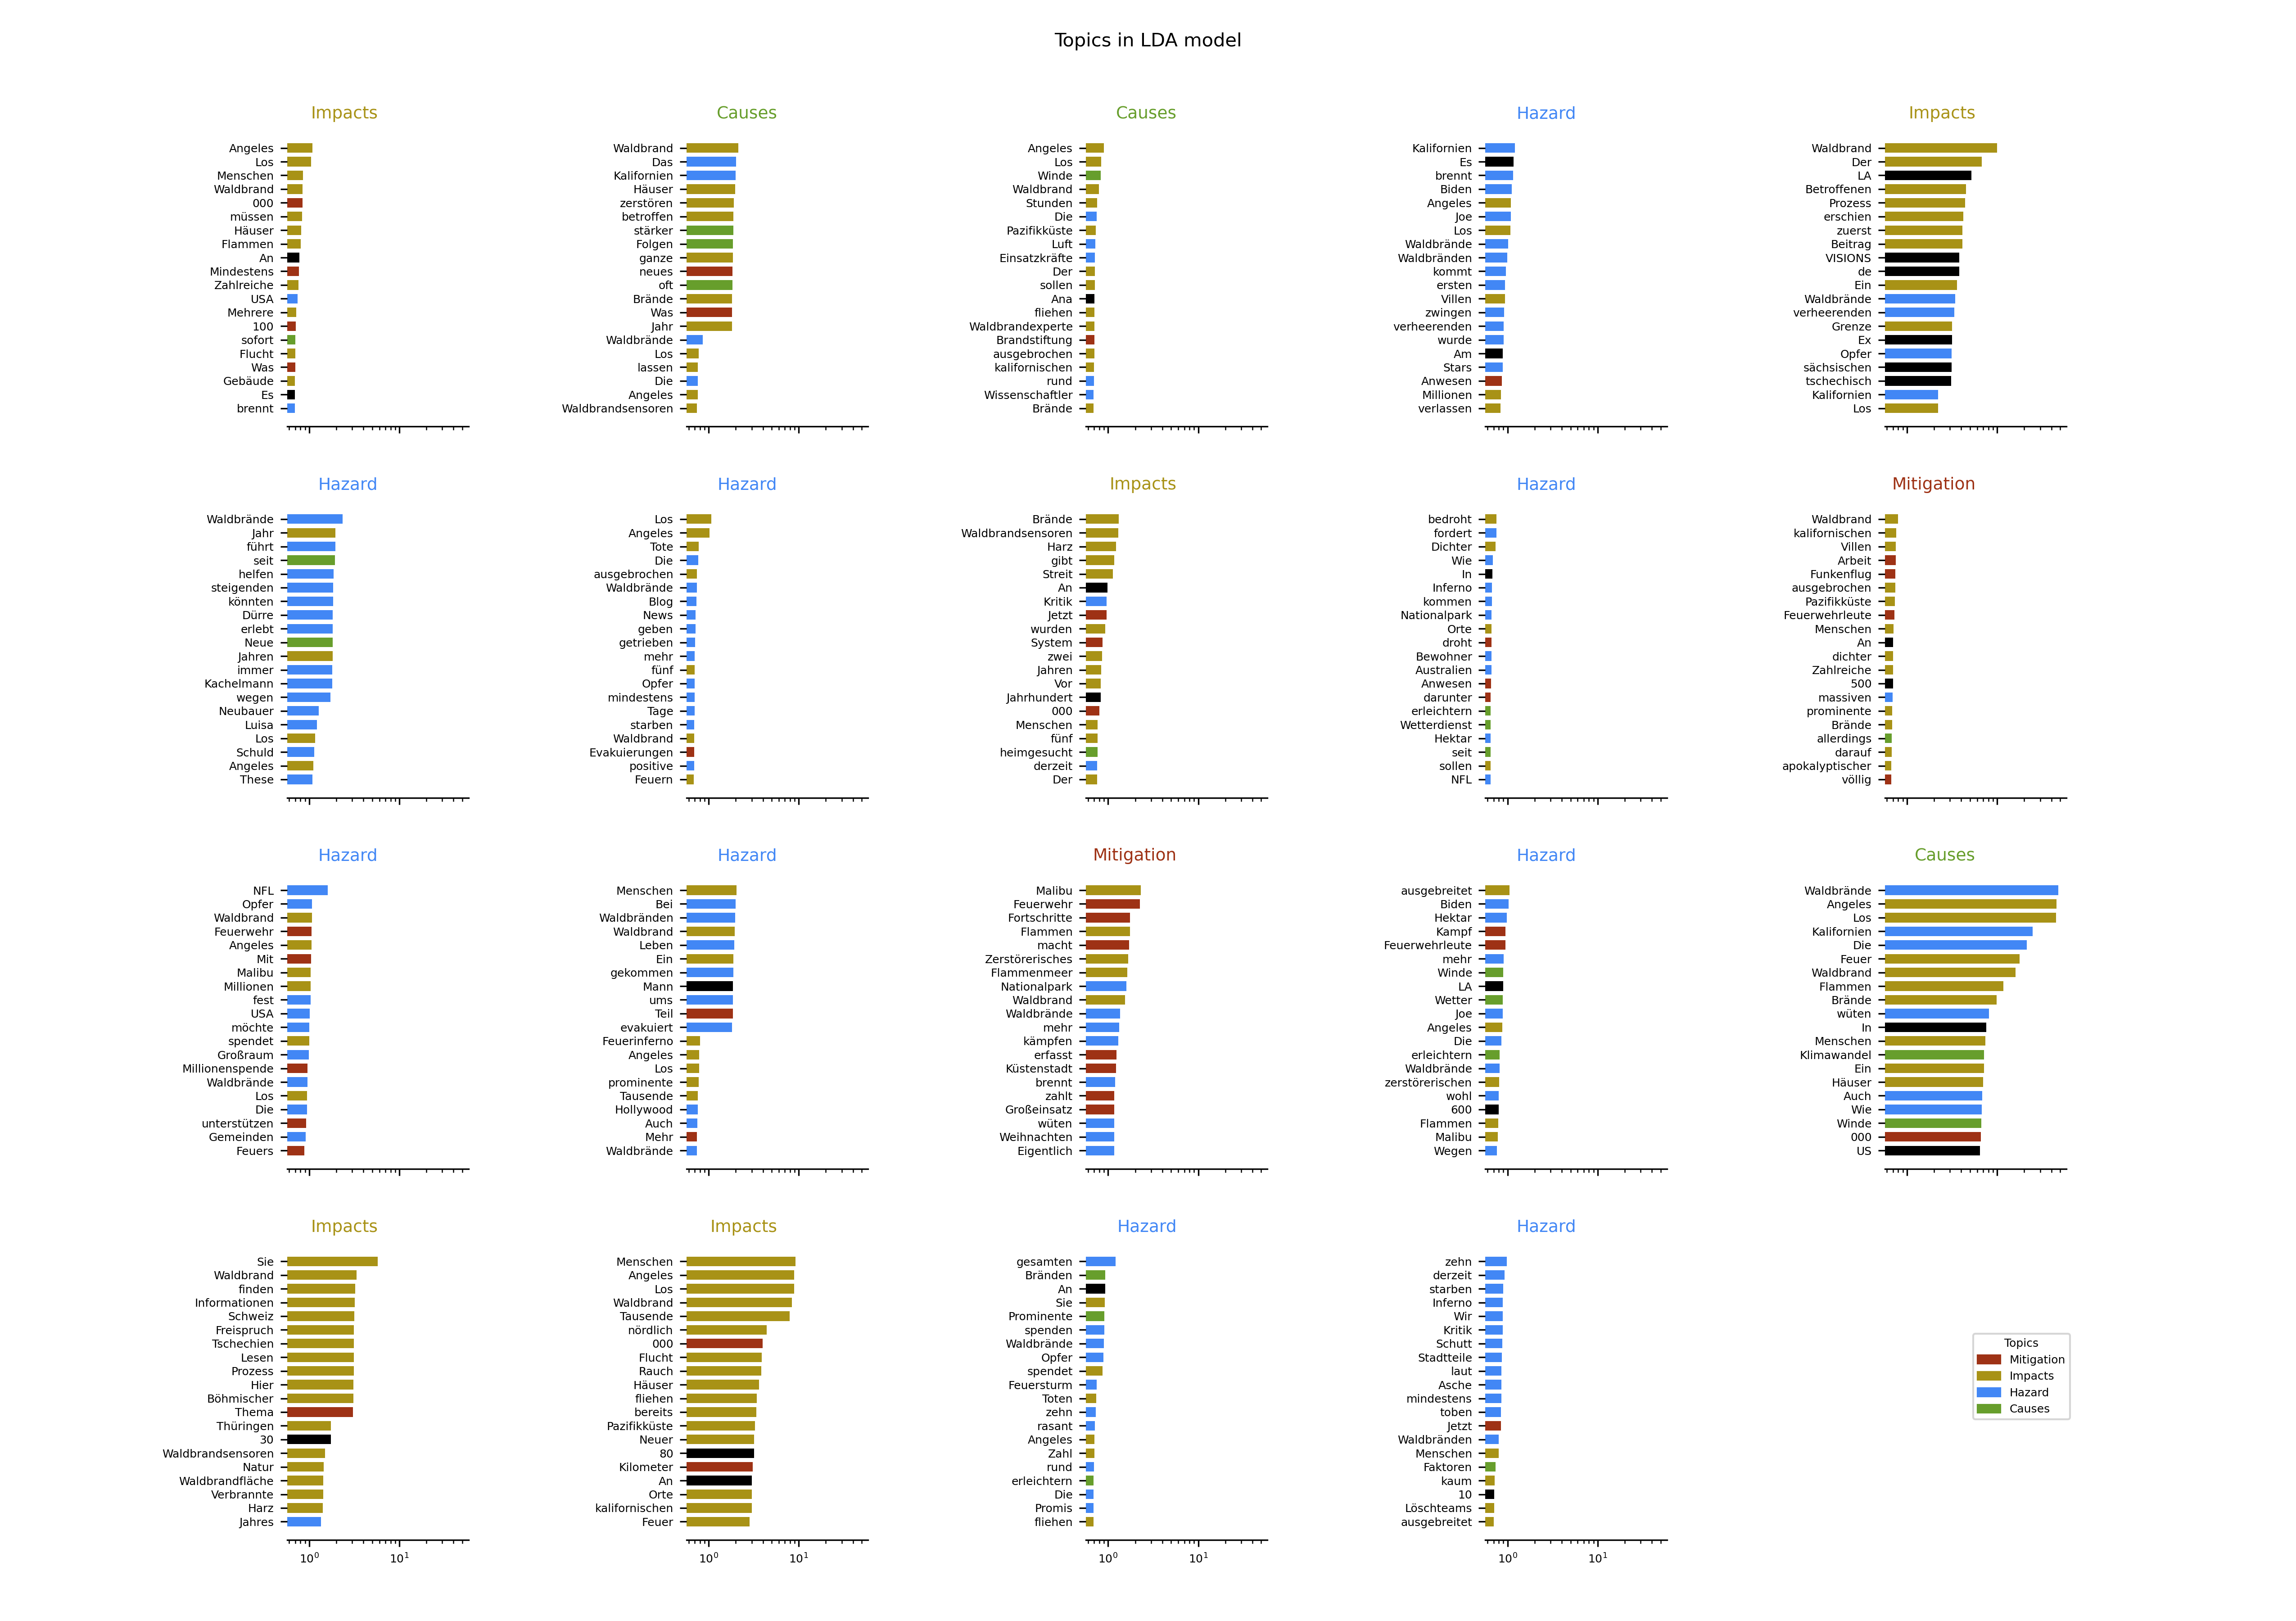 Topics in LDA model
Impacts
Angeles
Los
Menschen
Waldbrand
000
müssen
Häuser
Flammen
An
Mindestens
Zahlreiche
USA
Mehrere
100
sofort
Flucht
Was
Gebäude
Es
brennt
Causes
Waldbrand
Das
Kalifornien
Häuser
zerstören
betroffen
stärker
Folgen
ganze
neues
oft
Brände
Was
Jahr
Waldbrände
Los
lassen
Die
Angeles
Waldbrandsensoren
Causes
Angeles
Los
Winde
Waldbrand
Stunden
Die
Pazifikküste
Luft
Einsatzkräfte
Der
sollen
Ana
fliehen
Waldbrandexperte
Brandstiftung
ausgebrochen
kalifornischen
rund
Wissenschaftler
Brände
Hazard
Kalifornien
Es
brennt
Biden
Angeles
Joe
Los
Waldbrände
Waldbränden
kommt
ersten
Villen
zwingen
verheerenden
wurde
Am
Stars
Anwesen
Millionen
verlassen
Impacts
Waldbrand
Der
LA
Betroffenen
Prozess
erschien
zuerst
Beitrag
VISIONS
de
Ein
Waldbrände
verheerenden
Grenze
Ex
Opfer
sächsischen
tschechisch
Kalifornien
Los
Hazard
Waldbrände
Jahr
führt
seit
helfen
steigenden
könnten
Dürre
erlebt
Neue
Jahren
immer
Kachelmann
wegen
Neubauer
Luisa
Los
Schuld
Angeles
These
Hazard
Los
Angeles
Tote
Die
ausgebrochen
Waldbrände
Blog
News
geben
getrieben
mehr
fünf
Opfer
mindestens
Tage
starben
Waldbrand
Evakuierungen
positive
Feuern
Impacts
Brände
Waldbrandsensoren
Harz
gibt
Streit
An
Kritik
Jetzt
wurden
System
zwei
Jahren
Vor
Jahrhundert
000
Menschen
fünf
heimgesucht
derzeit
Der
Hazard
bedroht
fordert
Dichter
Wie
In
Inferno
kommen
Nationalpark
Orte
droht
Bewohner
Australien
Anwesen
darunter
erleichtern
Wetterdienst
Hektar
seit
sollen
NFL
Mitigation
Waldbrand
kalifornischen
Villen
Arbeit
Funkenflug
ausgebrochen
Pazifikküste
Feuerwehrleute
Menschen
An
dichter
Zahlreiche
500
massiven
prominente
Brände
allerdings
darauf
apokalyptischer
völlig
Hazard
NFL
Opfer
Waldbrand
Feuerwehr
Angeles
Mit
Malibu
Millionen
fest
USA
möchte
spendet
Großraum
Millionenspende
Waldbrände
Los
Die
unterstützen
Gemeinden
Feuers
Hazard
Menschen
Bei
Waldbränden
Waldbrand
Leben
Ein
gekommen
Mann
ums
Teil
evakuiert
Feuerinferno
Angeles
Los
prominente
Tausende
Hollywood
Auch
Mehr
Waldbrände
Mitigation
Malibu
Feuerwehr
Fortschritte
Flammen
macht
Zerstörerisches
Flammenmeer
Nationalpark
Waldbrand
Waldbrände
mehr
kämpfen
erfasst
Küstenstadt
brennt
zahlt
Großeinsatz
wüten
Weihnachten
Eigentlich
Hazard
ausgebreitet
Biden
Hektar
Kampf
Feuerwehrleute
mehr
Winde
LA
Wetter
Joe
Angeles
Die
erleichtern
Waldbrände
zerstörerischen
wohl
600
Flammen
Malibu
Wegen
Causes
Waldbrände
Angeles
Los
Kalifornien
Die
Feuer
Waldbrand
Flammen
Brände
wüten
In
Menschen
Klimawandel
Ein
Häuser
Auch
Wie
Winde
000
US
Impacts
Sie
Waldbrand
finden
Informationen
Schweiz
Freispruch
Tschechien
Lesen
Prozess
Hier
Böhmischer
Thema
Thüringen
30
Waldbrandsensoren
Natur
Waldbrandfläche
Verbrannte
Harz
Jahres
10⁰ 10¹
Impacts
Menschen
Angeles
Los
Waldbrand
Tausende
nördlich
000
Flucht
Rauch
Häuser
fliehen
bereits
Pazifikküste
Neuer
80
Kilometer
An
Orte
kalifornischen
Feuer
10⁰ 10¹
Hazard
gesamten
Bränden
An
Sie
Prominente
spenden
Waldbrände
Opfer
spendet
Feuersturm
Toten
zehn
rasant
Angeles
Zahl
rund
erleichtern
Die
Promis
fliehen
10⁰ 10¹
Hazard
zehn
derzeit
starben
Inferno
Wir
Kritik
Schutt
Stadtteile
laut
Asche
mindestens
toben
Jetzt
Waldbränden
Menschen
Faktoren
kaum
10
Löschteams
ausgebreitet
10⁰ 10¹
Topics
Mitigation
Impacts
Hazard
Causes